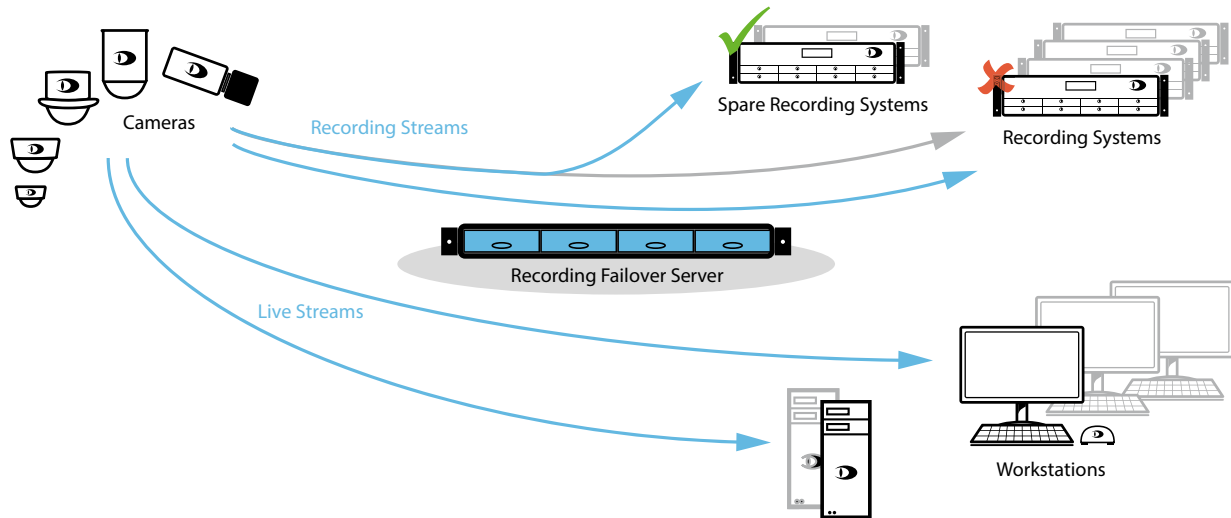 Cameras
Recording Streams
Spare Recording Systems
Recording Systems
Recording Failover Server
Live Streams
Workstations